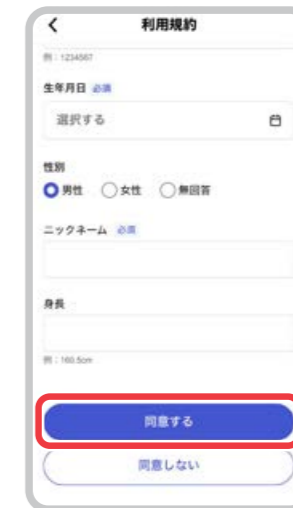 利用規約
例：1234567
生年月日 必須
選択する
性別
男性 女性 無回答
ニックネーム 必須
身長
例：160.5cm
同意する
同意しない